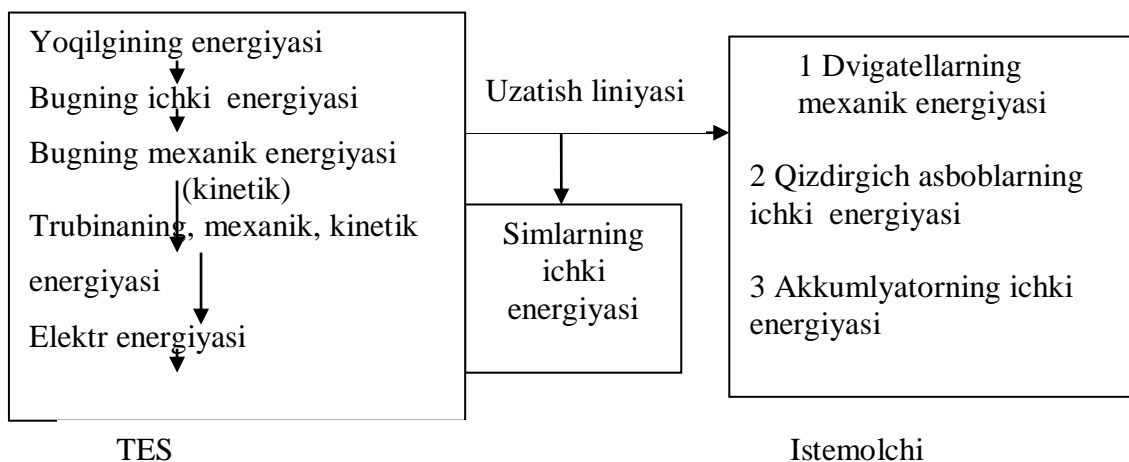 Yoqilgining energiyasi
Bugning ichki energiyasi
Bugning mexanik energiyasi
(kinetik)
Trubinaning, mexanik, kinetik
energiyasi
Elektr energiyasi
Uzatish liniyasi
Simlarning
ichki
energiyasi
1 Dvigatellarning
mexanik energiyasi
2 Qizdirgich asboblarning
ichki energiyasi
3 Akkumlyatorning ichki
energiyasi
TES
Istemolchi